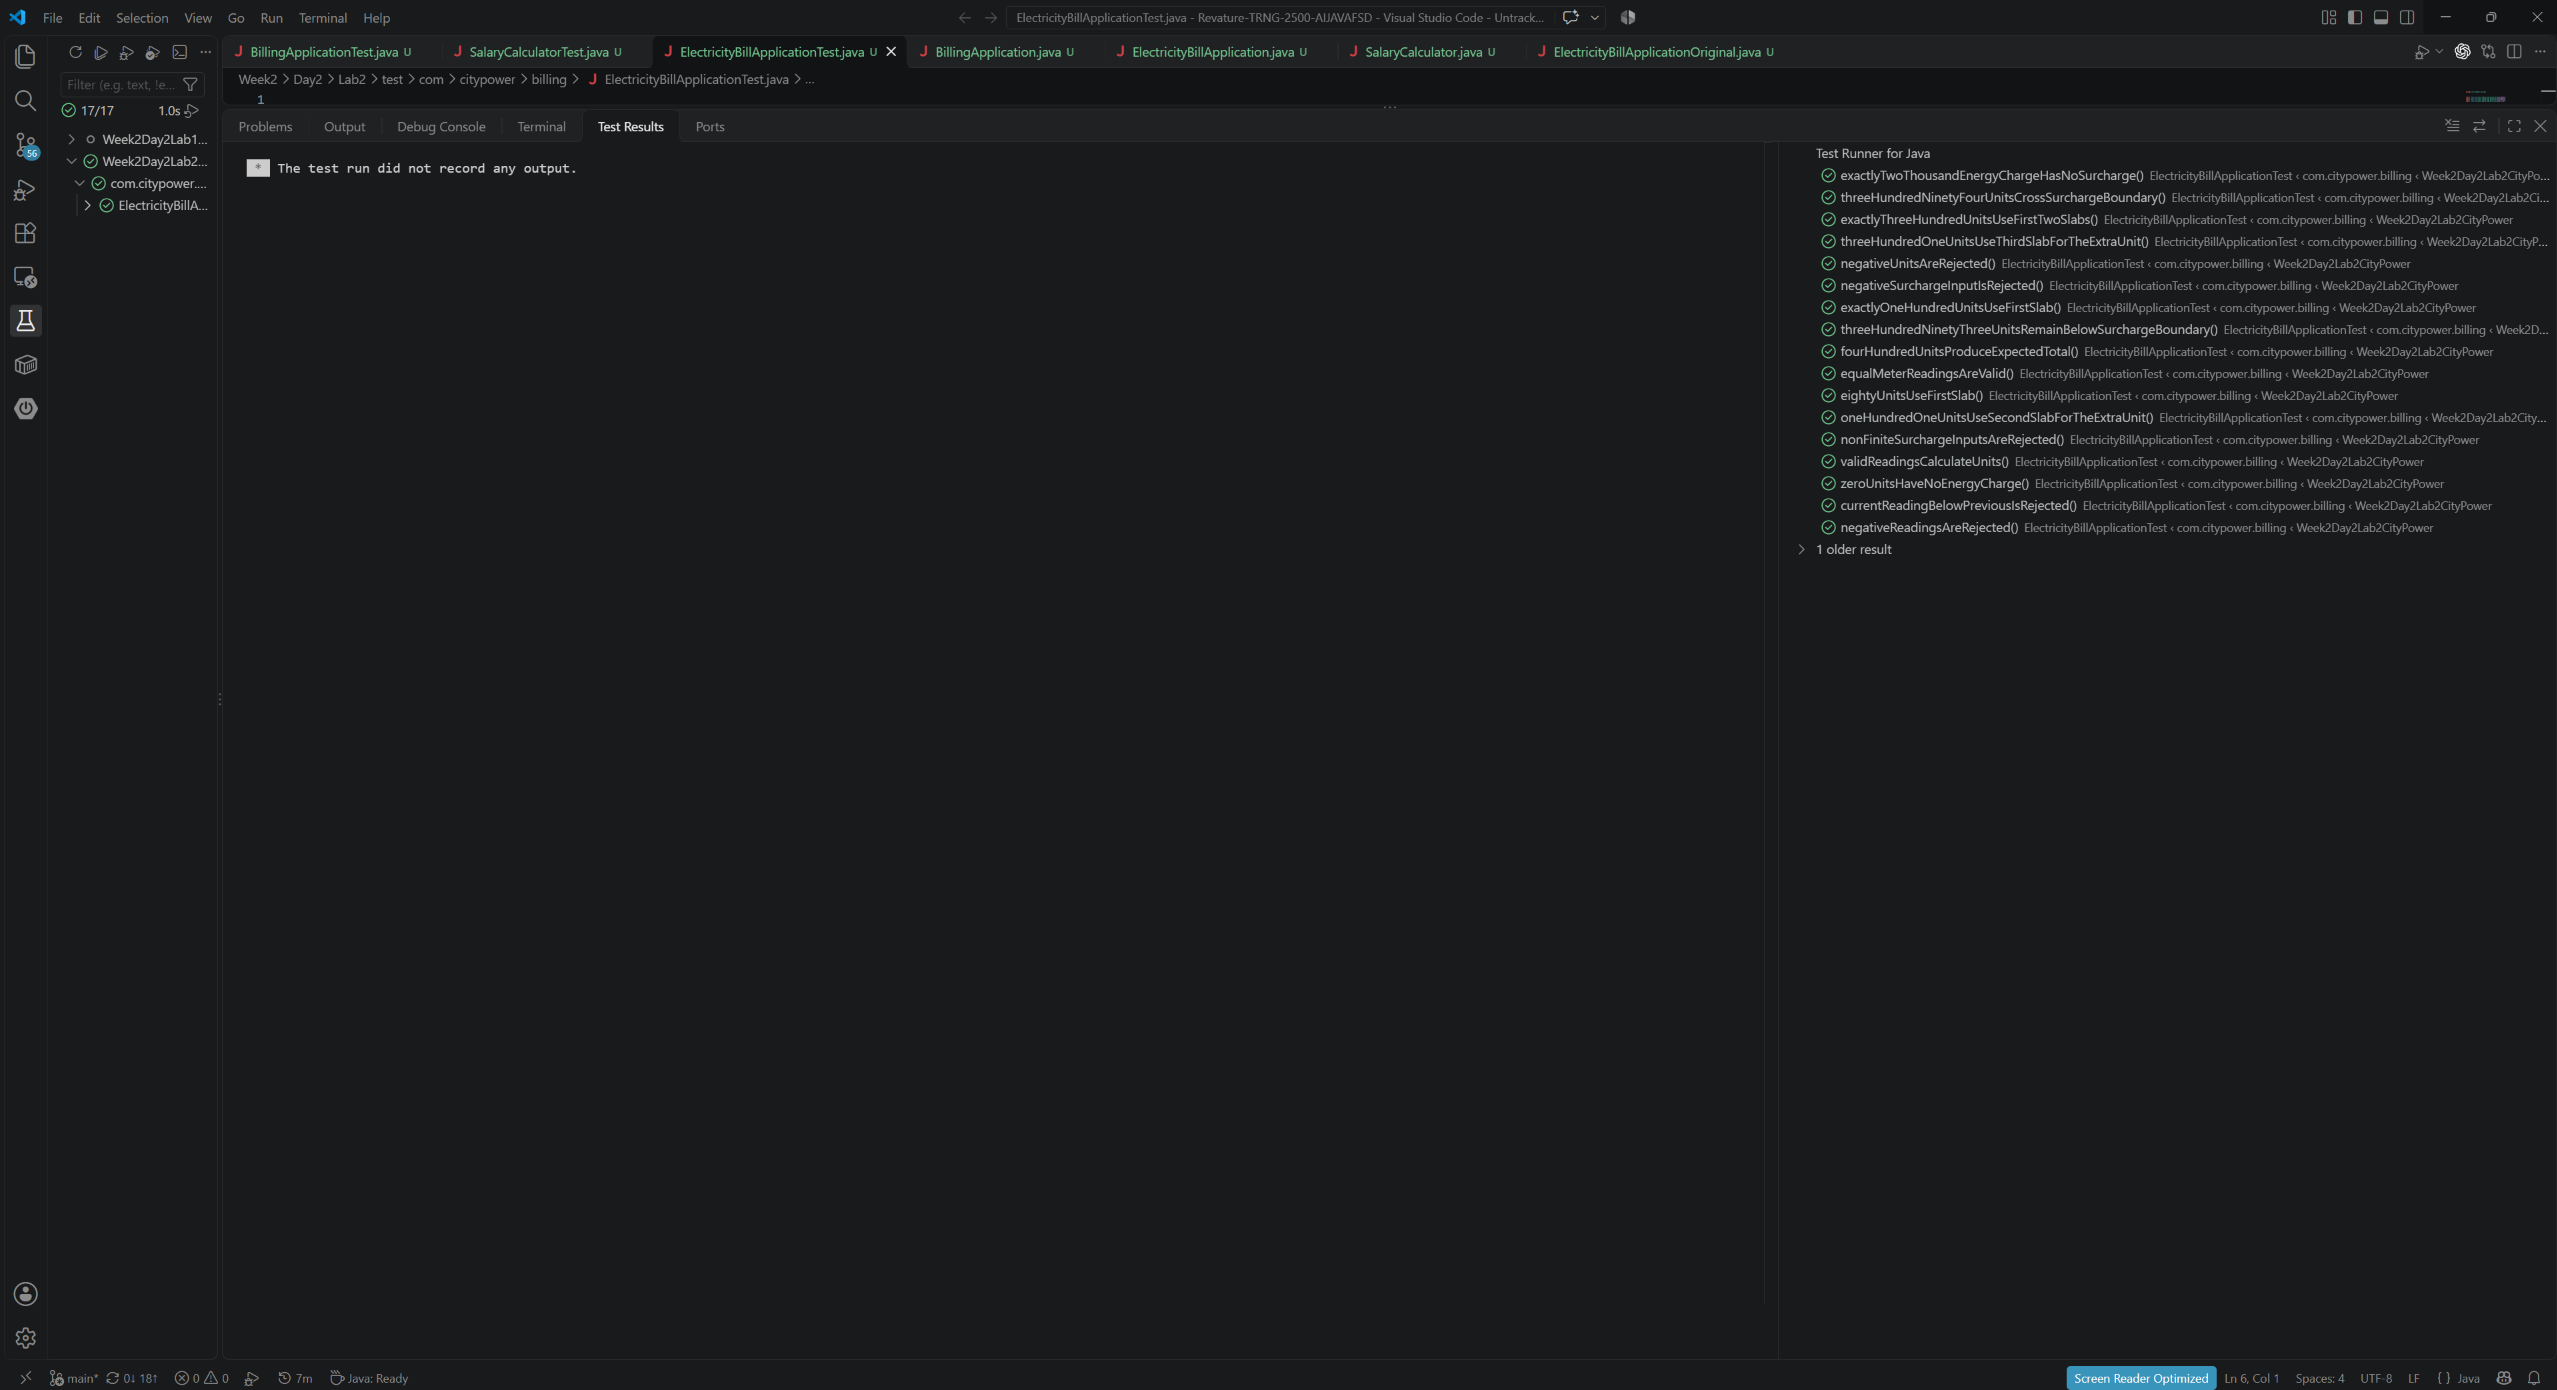 File Edit Selection View Go Run Terminal Help
ElectricityBillApplicationTest.java - Revature-TRNG-2500-AIJAVAFSD - Visual Studio Code - Untrack...
BillingApplicationTest.java U
SalaryCalculatorTest.java U
ElectricityBillApplicationTest.java U
BillingApplication.java U
ElectricityBillApplication.java U
SalaryCalculator.java U
ElectricityBillApplicationOriginal.java U
Week2 > Day2 > Lab2 > test > com > citypower > billing > J ElectricityBillApplicationTest.java > ...
1
Filter (e.g. text, !e...
17/17 1.0s
Week2Day2Lab1...
Week2Day2Lab2...
com.citypower....
ElectricityBillA...
56
Problems Output Debug Console Terminal Test Results Ports
* The test run did not record any output.
Test Runner for Java
exactlyTwoThousandEnergyChargeHasNoSurcharge() ElectricityBillApplicationTest ‹ com.citypower.billing ‹ Week2Day2Lab2CityPo...
threeHundredNinetyFourUnitsCrossSurchargeBoundary() ElectricityBillApplicationTest ‹ com.citypower.billing ‹ Week2Day2Lab2Ci...
exactlyThreeHundredUnitsUseFirstTwoSlabs() ElectricityBillApplicationTest ‹ com.citypower.billing ‹ Week2Day2Lab2CityPower
threeHundredOneUnitsUseThirdSlabForTheExtraUnit() ElectricityBillApplicationTest ‹ com.citypower.billing ‹ Week2Day2Lab2CityP...
negativeUnitsAreRejected() ElectricityBillApplicationTest ‹ com.citypower.billing ‹ Week2Day2Lab2CityPower
negativeSurchargeInputIsRejected() ElectricityBillApplicationTest ‹ com.citypower.billing ‹ Week2Day2Lab2CityPower
exactlyOneHundredUnitsUseFirstSlab() ElectricityBillApplicationTest ‹ com.citypower.billing ‹ Week2Day2Lab2CityPower
threeHundredNinetyThreeUnitsRemainBelowSurchargeBoundary() ElectricityBillApplicationTest ‹ com.citypower.billing ‹ Week2D...
fourHundredUnitsProduceExpectedTotal() ElectricityBillApplicationTest ‹ com.citypower.billing ‹ Week2Day2Lab2CityPower
equalMeterReadingsAreValid() ElectricityBillApplicationTest ‹ com.citypower.billing ‹ Week2Day2Lab2CityPower
eightyUnitsUseFirstSlab() ElectricityBillApplicationTest ‹ com.citypower.billing ‹ Week2Day2Lab2CityPower
oneHundredOneUnitsUseSecondSlabForTheExtraUnit() ElectricityBillApplicationTest ‹ com.citypower.billing ‹ Week2Day2Lab2City...
nonFiniteSurchargeInputsAreRejected() ElectricityBillApplicationTest ‹ com.citypower.billing ‹ Week2Day2Lab2CityPower
validReadingsCalculateUnits() ElectricityBillApplicationTest ‹ com.citypower.billing ‹ Week2Day2Lab2CityPower
zeroUnitsHaveNoEnergyCharge() ElectricityBillApplicationTest ‹ com.citypower.billing ‹ Week2Day2Lab2CityPower
currentReadingBelowPreviousIsRejected() ElectricityBillApplicationTest ‹ com.citypower.billing ‹ Week2Day2Lab2CityPower
negativeReadingsAreRejected() ElectricityBillApplicationTest ‹ com.citypower.billing ‹ Week2Day2Lab2CityPower
1 older result
main* 0↓ 18↑ 0 0 7m Java: Ready
Screen Reader Optimized Ln 6, Col 1 Spaces: 4 UTF-8 LF {} Java